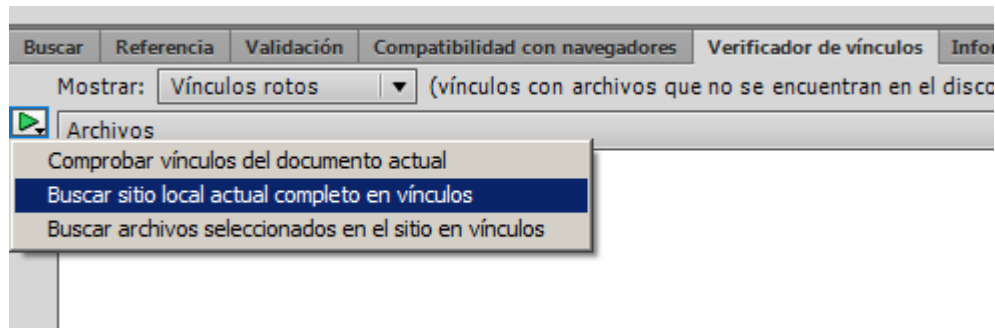 Buscar Referencia Validación Compatibilidad con navegadores Verificador de vínculos Infor
Mostrar: Vínculos rotos (vínculos con archivos que no se encuentran en el disco
Archivos
Comprobar vínculos del documento actual
Buscar sitio local actual completo en vínculos
Buscar archivos seleccionados en el sitio en vínculos